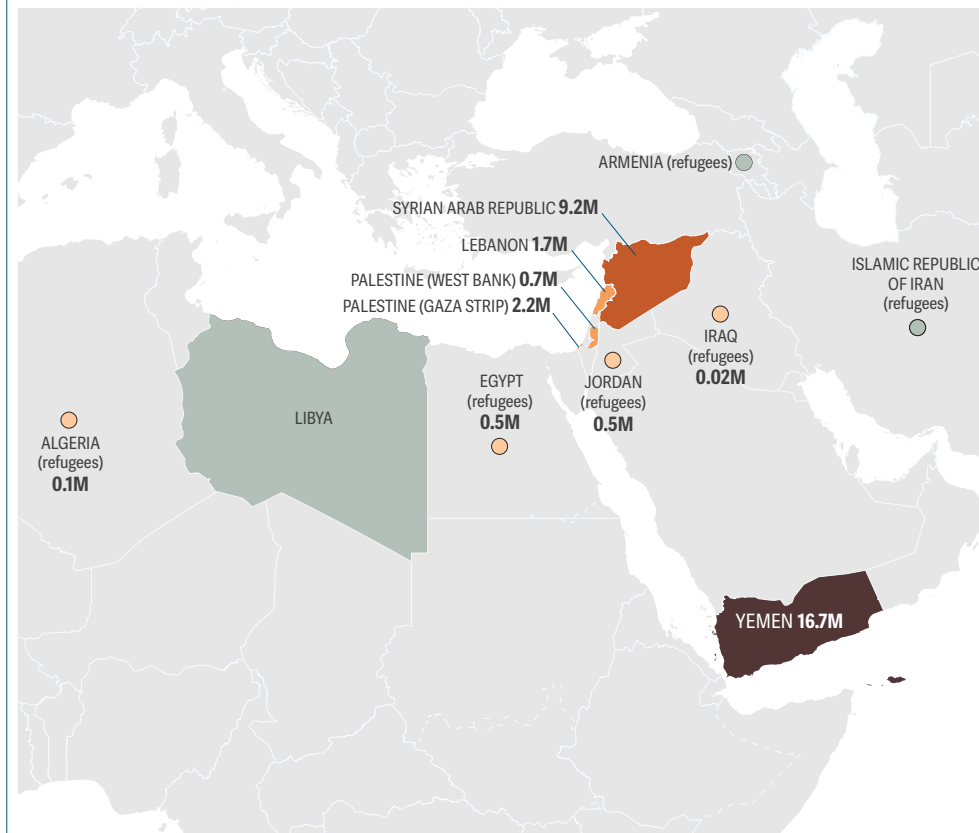 ARMENIA (refugees)
SYRIAN ARAB REPUBLIC 9.2M
LEBANON 1.7M
PALESTINE (WEST BANK) 0.7M
PALESTINE (GAZA STRIP) 2.2M
ISLAMIC REPUBLIC
OF IRAN
(refugees)
IRAQ
(refugees)
0.02M
EGYPT
(refugees)
0.5M
JORDAN
(refugees)
0.5M
LIBYA
ALGERIA
(refugees)
0.1M
YEMEN 16.7M